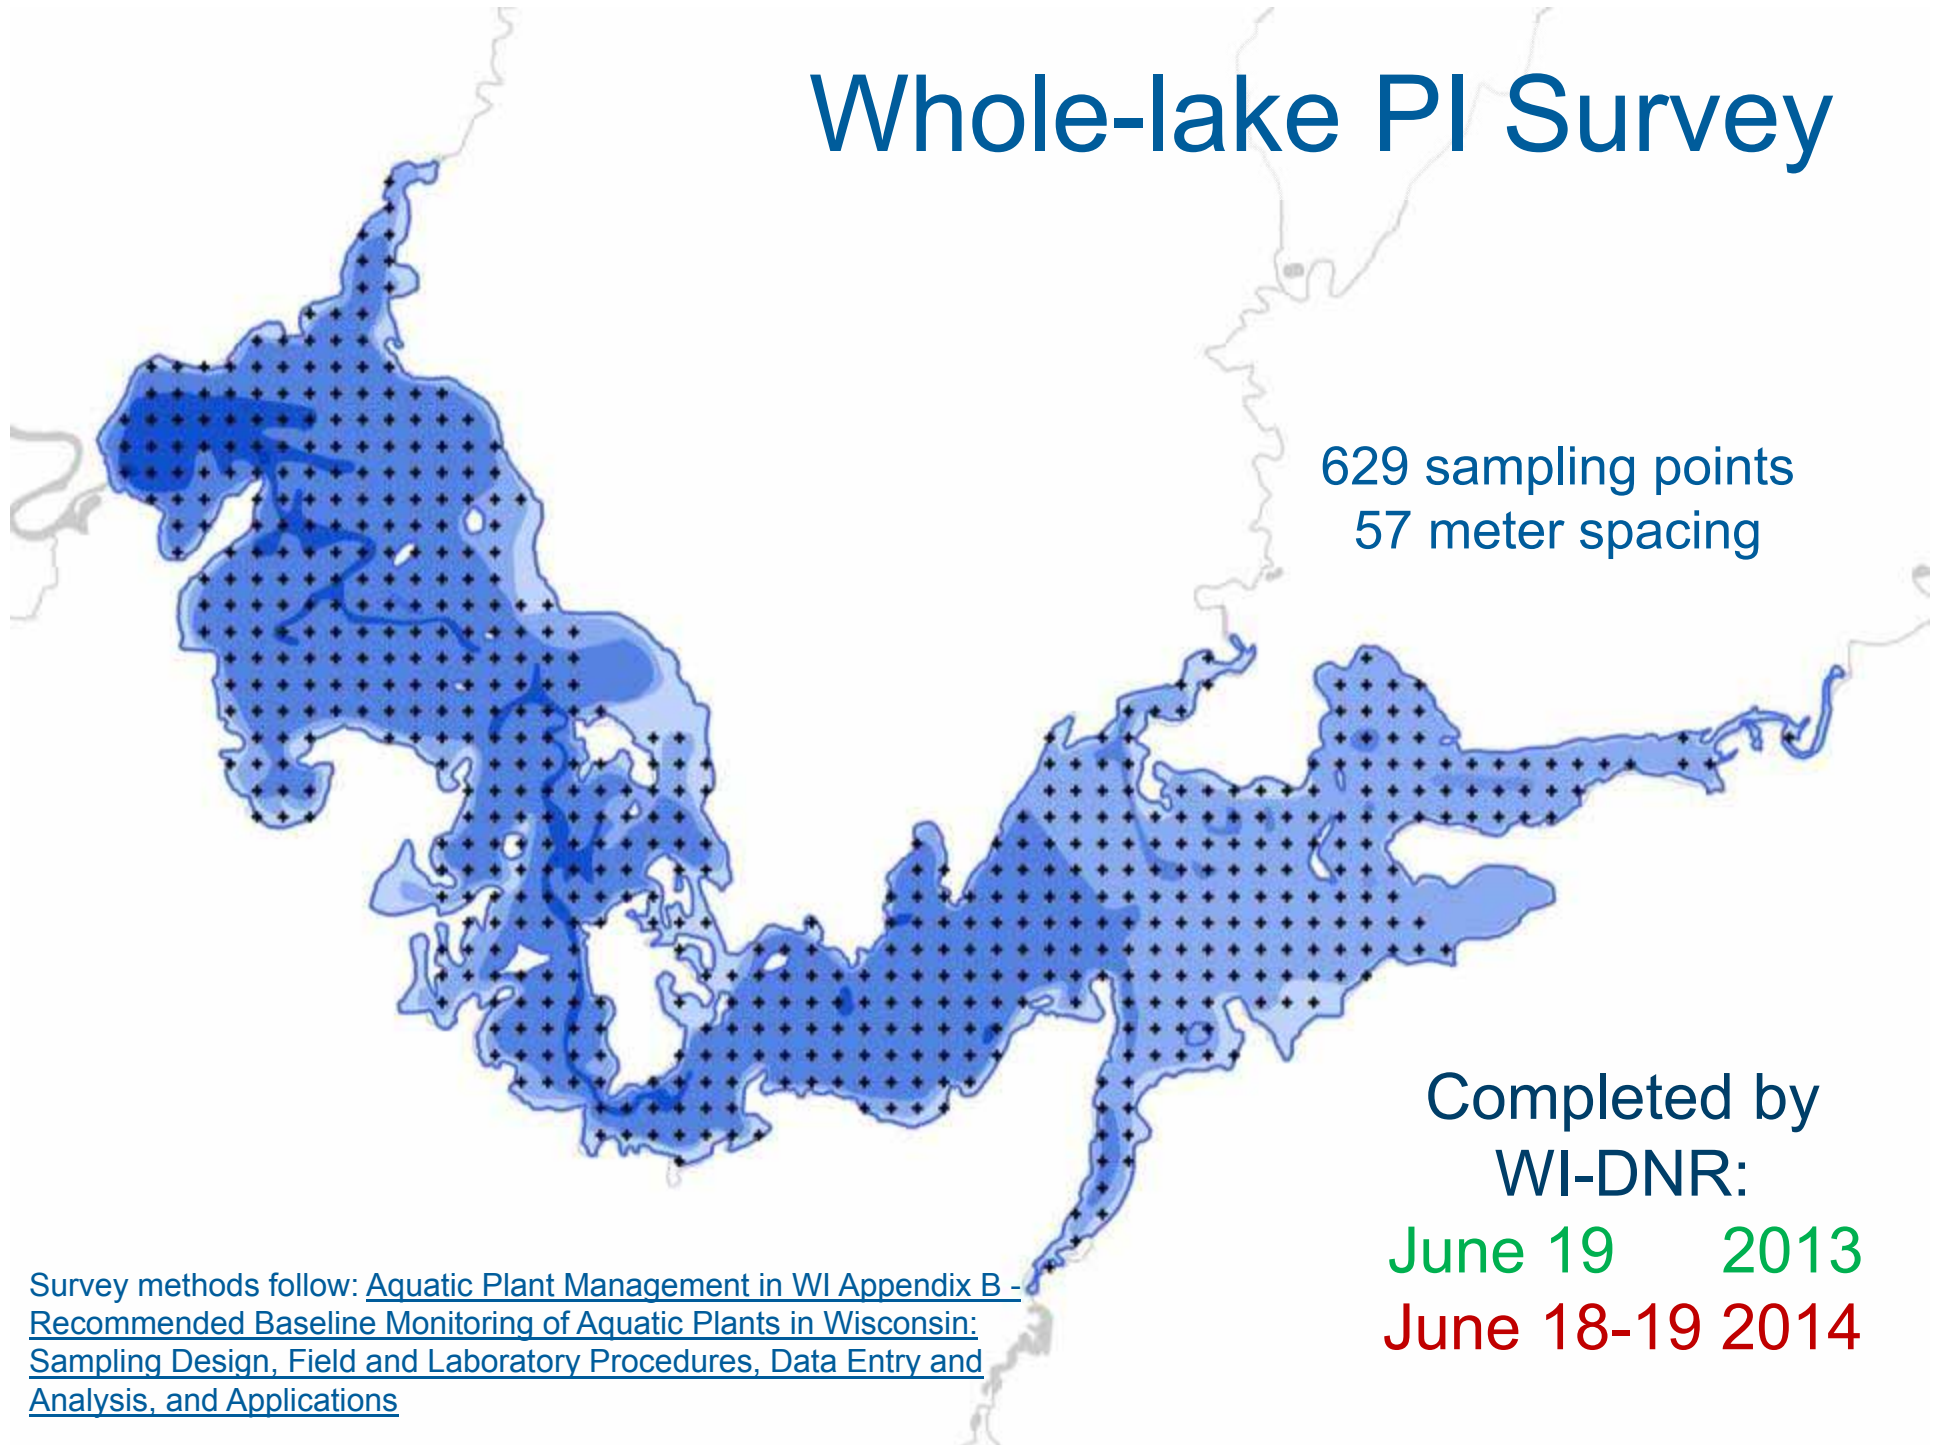 Whole-lake PI Survey
629 sampling points
57 meter spacing
Completed by
WI-DNR:
June 19 2013
June 18-19 2014
Survey methods follow: Aquatic Plant Management in WI Appendix B -
Recommended Baseline Monitoring of Aquatic Plants in Wisconsin:
Sampling Design, Field and Laboratory Procedures, Data Entry and
Analysis, and Applications